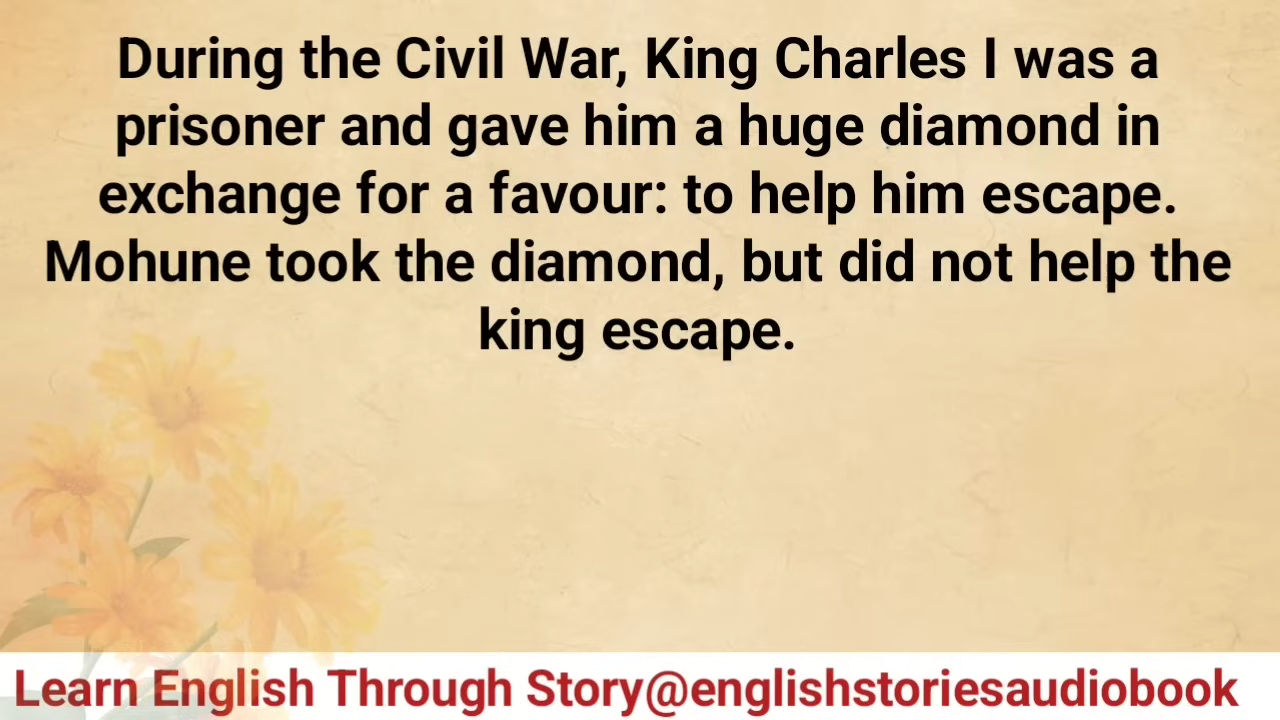 During the Civil War, King Charles I was a
prisoner and gave him a huge diamond in
exchange for a favour: to help him escape.
Mohune took the diamond, but did not help the
king escape.
Learn English Through Story@englishstoriesaudiobook